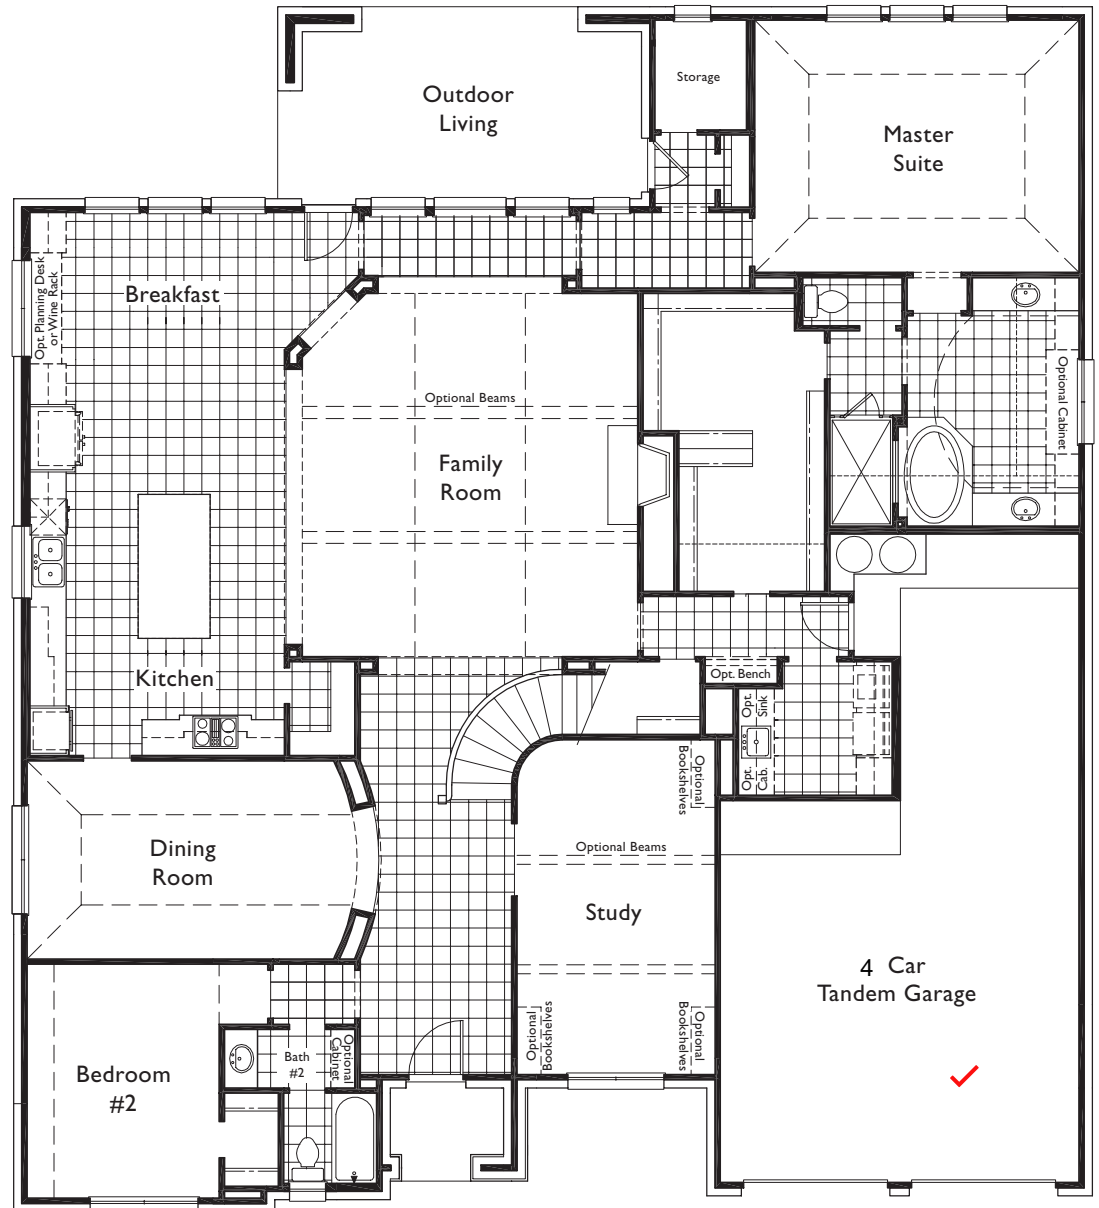 Outdoor
Living
Storage
Master
Suite
Opt. Planning Desk
or Wine Rack
Breakfast
Optional Beams
Family
Room
Optional Cabinet
Kitchen
Opt. Bench
Opt.
Sink
Opt.
Cab.
Optional
Bookshelves
Dining
Room
Optional Beams
Study
4 Car
Tandem Garage
Optional
Bookshelves
Optional
Bookshelves
Bedroom
#2
Bath
#2
Optional
Cabinet